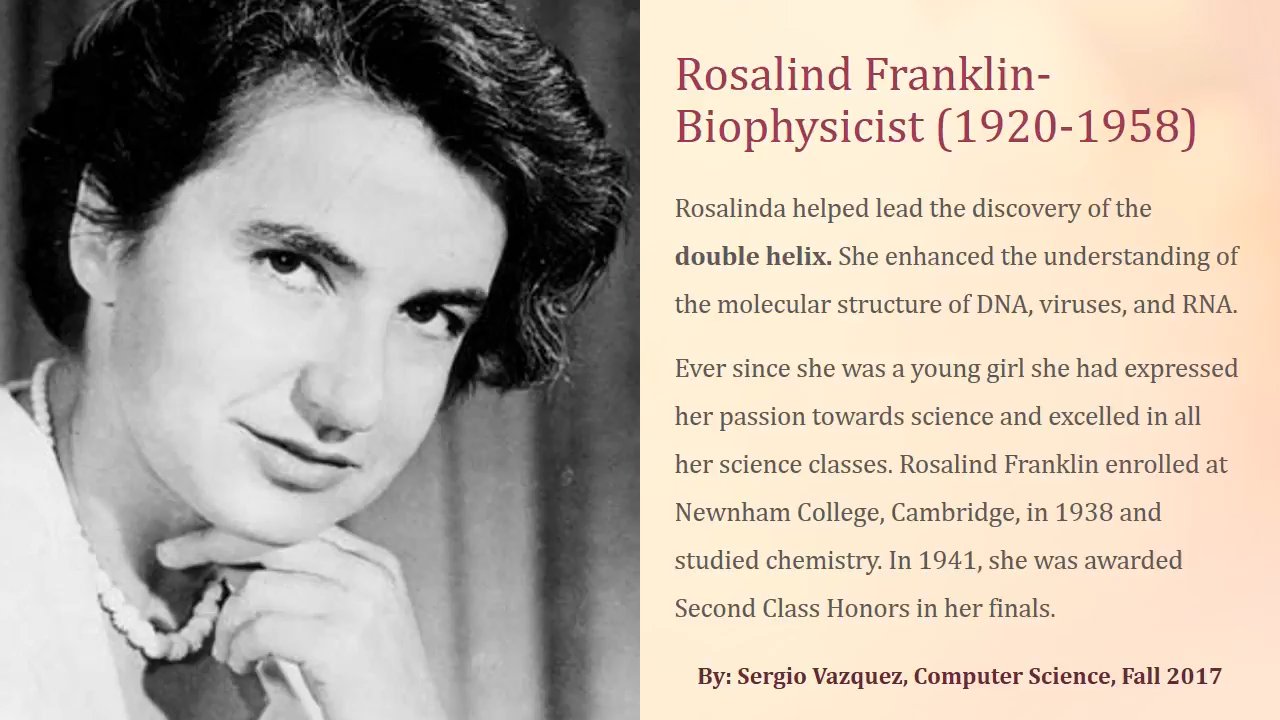 Rosalind Franklin-
Biophysicist (1920-1958)
Rosalinda helped lead the discovery of the
double helix. She enhanced the understanding of
the molecular structure of DNA, viruses, and RNA.
Ever since she was a young girl she had expressed
her passion towards science and excelled in all
her science classes. Rosalind Franklin enrolled at
Newnham College, Cambridge, in 1938 and
studied chemistry. In 1941, she was awarded
Second Class Honors in her finals.
By: Sergio Vazquez, Computer Science, Fall 2017